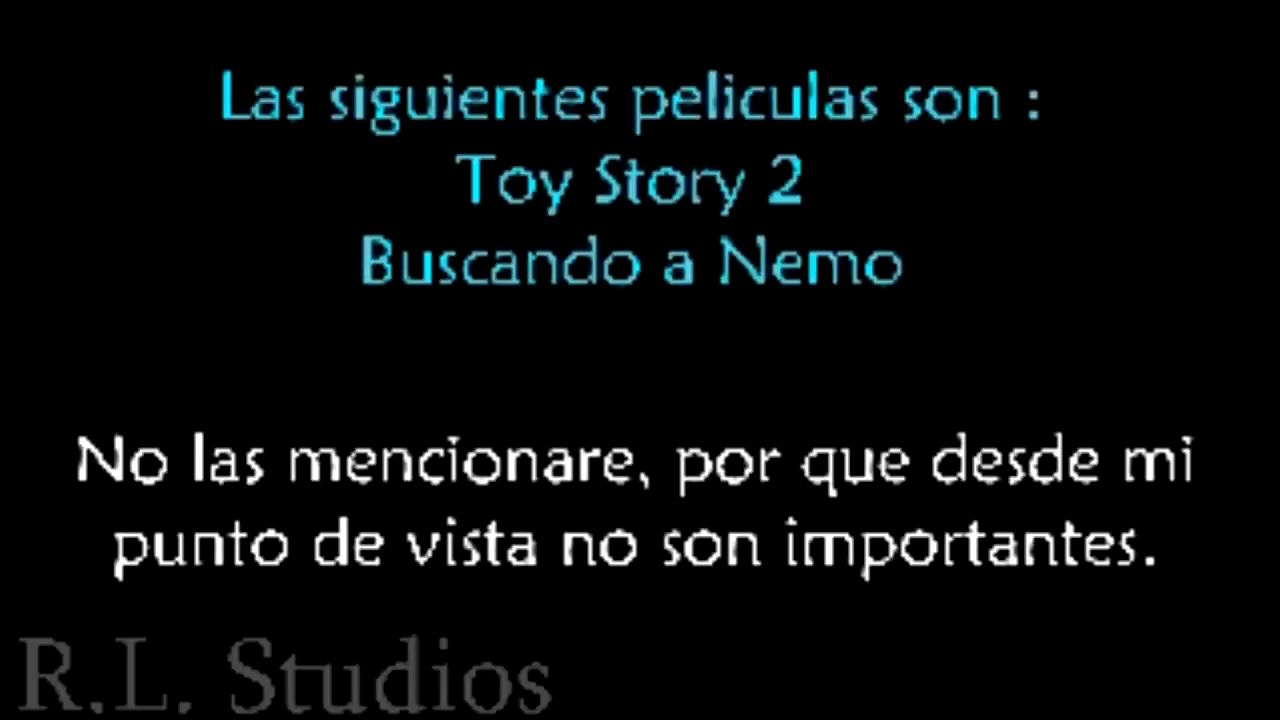 Las siguientes peliculas son :
Toy Story 2
Buscando a Nemo
No las mencionare, por que desde mi
punto de vista no son importantes.
R.L. Studios